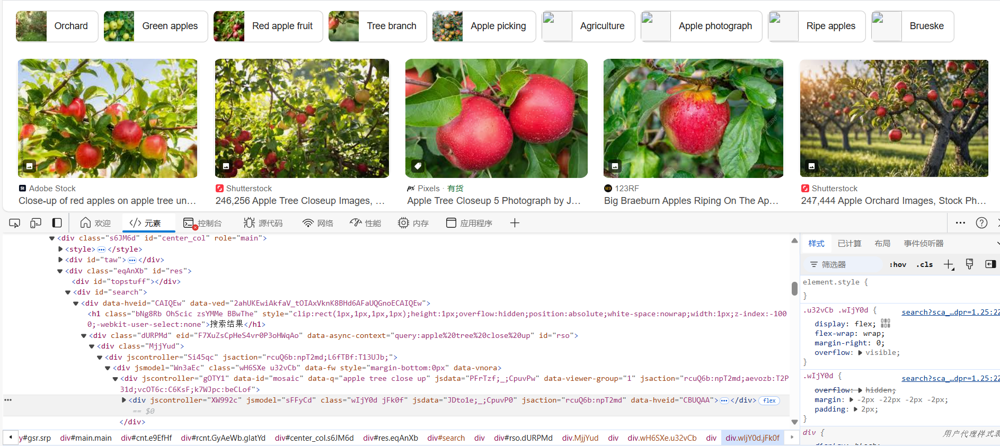 Orchard
Green apples
Red apple fruit
Tree branch
Apple picking
Agriculture
Apple photograph
Ripe apples
Brueske
Adobe Stock
Close-up of red apples on apple tree un…
Shutterstock
246,256 Apple Tree Closeup Images, …
Pixels · 有货
Apple Tree Closeup 5 Photograph by J…
123RF
Big Braeburn Apples Riping On The Ap…
Shutterstock
247,444 Apple Orchard Images, Stock Ph…
欢迎
</> 元素
控制台
源代码
网络
性能
内存
应用程序
<div class="s6JM6d" id="center_col" role="main">
<style>…</style>
<div id="taw">…</div>
<div class="eqAnXb" id="res">
<div id="topstuff"></div>
<div id="search">
<div data-hveid="CAIQEw" data-ved="2ahUKEwiAkfaV_tOIAxVknK8BHd6AFaUQGnoECAIQEw">
<h1 class="bNg8Rb OhScic zsYMMe BBwThe" style="clip:rect(1px,1px,1px,1px);height:1px;overflow:hidden;position:absolute;white-space:nowrap;width:1px;z-index:-100
0;-webkit-user-select:none">搜索结果</h1>
<div class="dURPMd" eid="F7XuZsCpHeS4vr0P3oHWqAo" data-async-context="query:apple%20tree%20close%20up" id="rso">
<div class="MjjYud">
<div jscontroller="Si45qc" jsaction="rcuQ6b:npT2md;L6fTBf:T13UJb;">
<div jsmodel="Wn3aEc" class="wH6SXe u32vCb" data-fw style="margin-bottom:0px" data-vnora>
<div jscontroller="gOTY1" data-id="mosaic" data-q="apple tree close up" jsdata="PFrTzf;_;CpuvPw" data-viewer-group="1" jsaction="rcuQ6b:npT2md;aevozb:T2P
31d;vcOT6c:C6KsF;k7WJpc:beCLof">
<div jscontroller="XW992c" jsmodel="sFFyCd" class="wIjY0d jFk0f" jsdata="JDto1e;_;CpuvP0" jsaction="rcuQ6b:npT2md" data-hveid="CBUQAA">…</div> flex
== $0
</div>
y#gsr.srp div#main.main div#cnt.e9EfHf div#rcnt.GyAeWb.gIatYd div#center_col.s6JM6d div#res.eqAnXb div#search div div#rso.dURPMd div.MjjYud div div.wH6SXe.u32vCb div div.wIjY0d.jFk0f
样式 已计算 布局 事件侦听器
筛选器 :hov .cls
element.style {
}
.u32vCb .wIjY0d { search?sca_…dpr=1.25:22
display: flex;
flex-wrap: wrap;
margin-right: 0;
overflow: visible;
}
.wIjY0d { search?sca_…dpr=1.25:22
overflow: hidden;
margin: -2px -22px -2px -2px;
padding: 2px;
}
div { 用户代理样式表